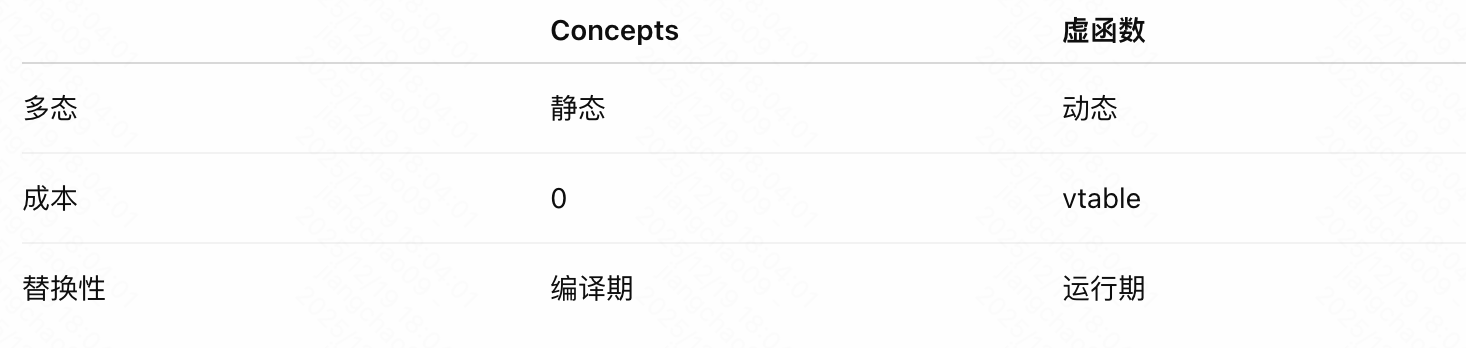 Concepts 虚函数
多态 静态 动态
成本 0 vtable
替换性 编译期 运行期